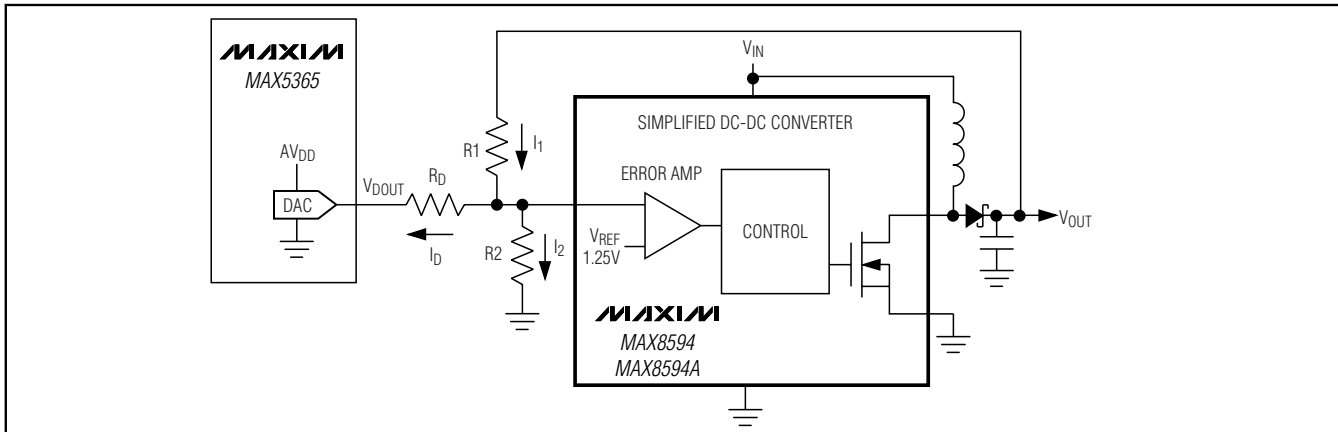 MAXIM
MAX5365
AVDD
DAC
VDOUT
RD
ID
R1
I1
R2
I2
VIN
SIMPLIFIED DC-DC CONVERTER
ERROR AMP
VREF
1.25V
CONTROL
MAXIM
MAX8594
MAX8594A
VOUT